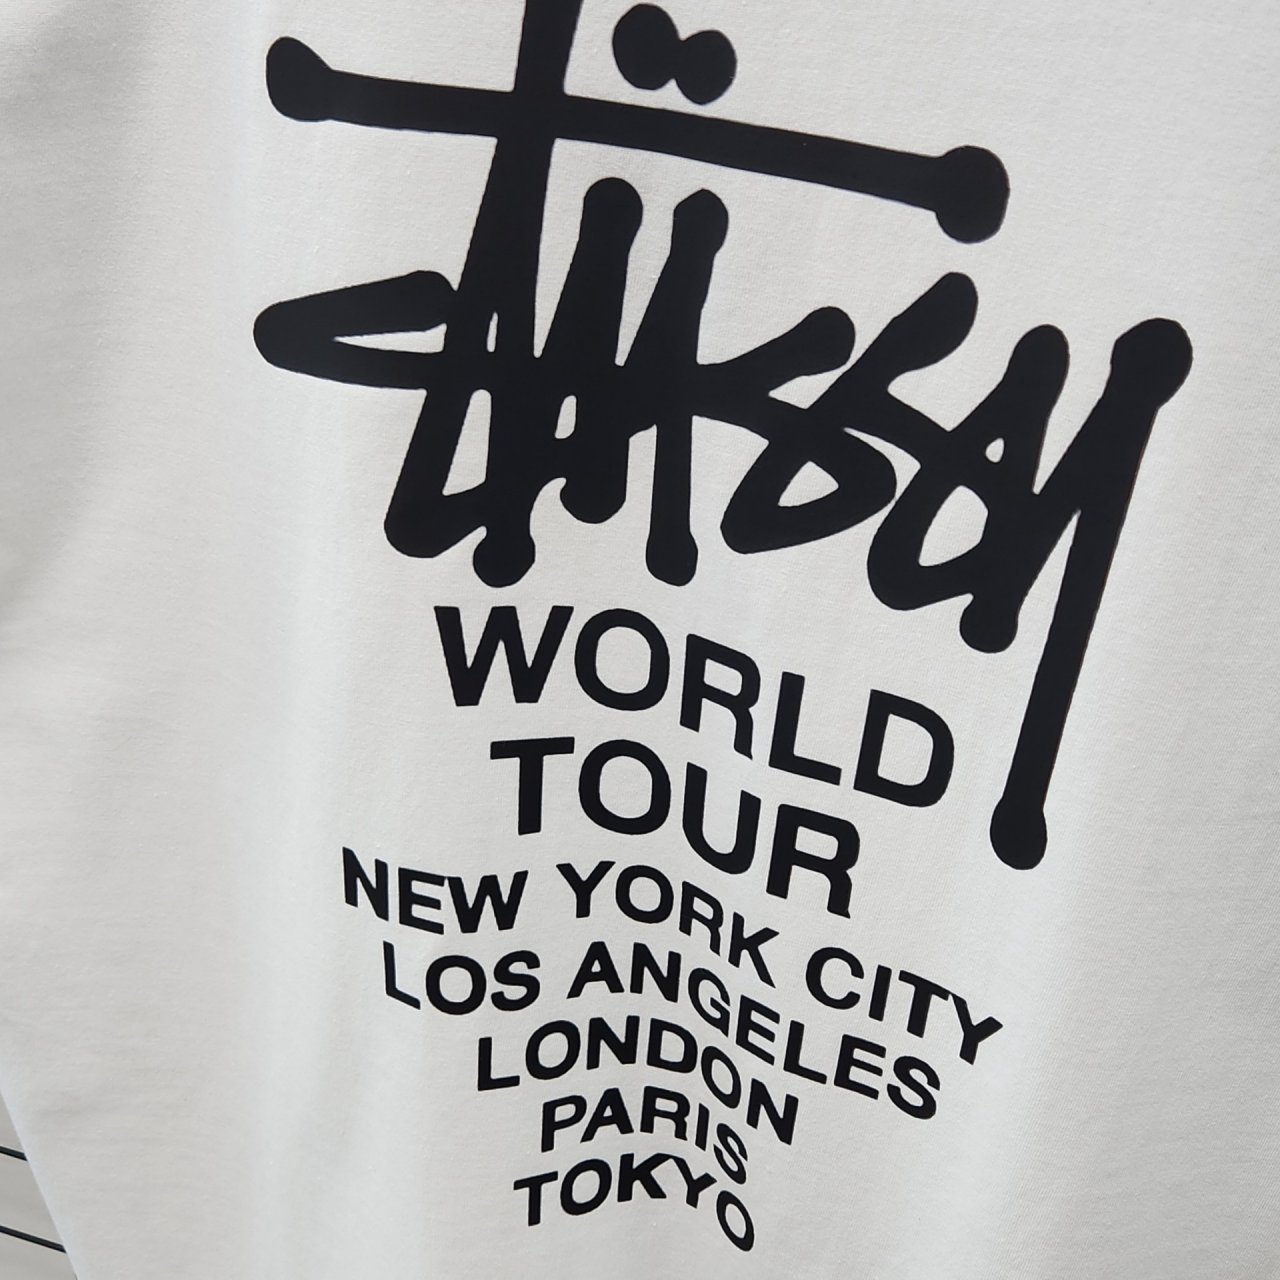 Stüssy
WORLD
TOUR
NEW YORK CITY
LOS ANGELES
LONDON
PARIS
TOKYO